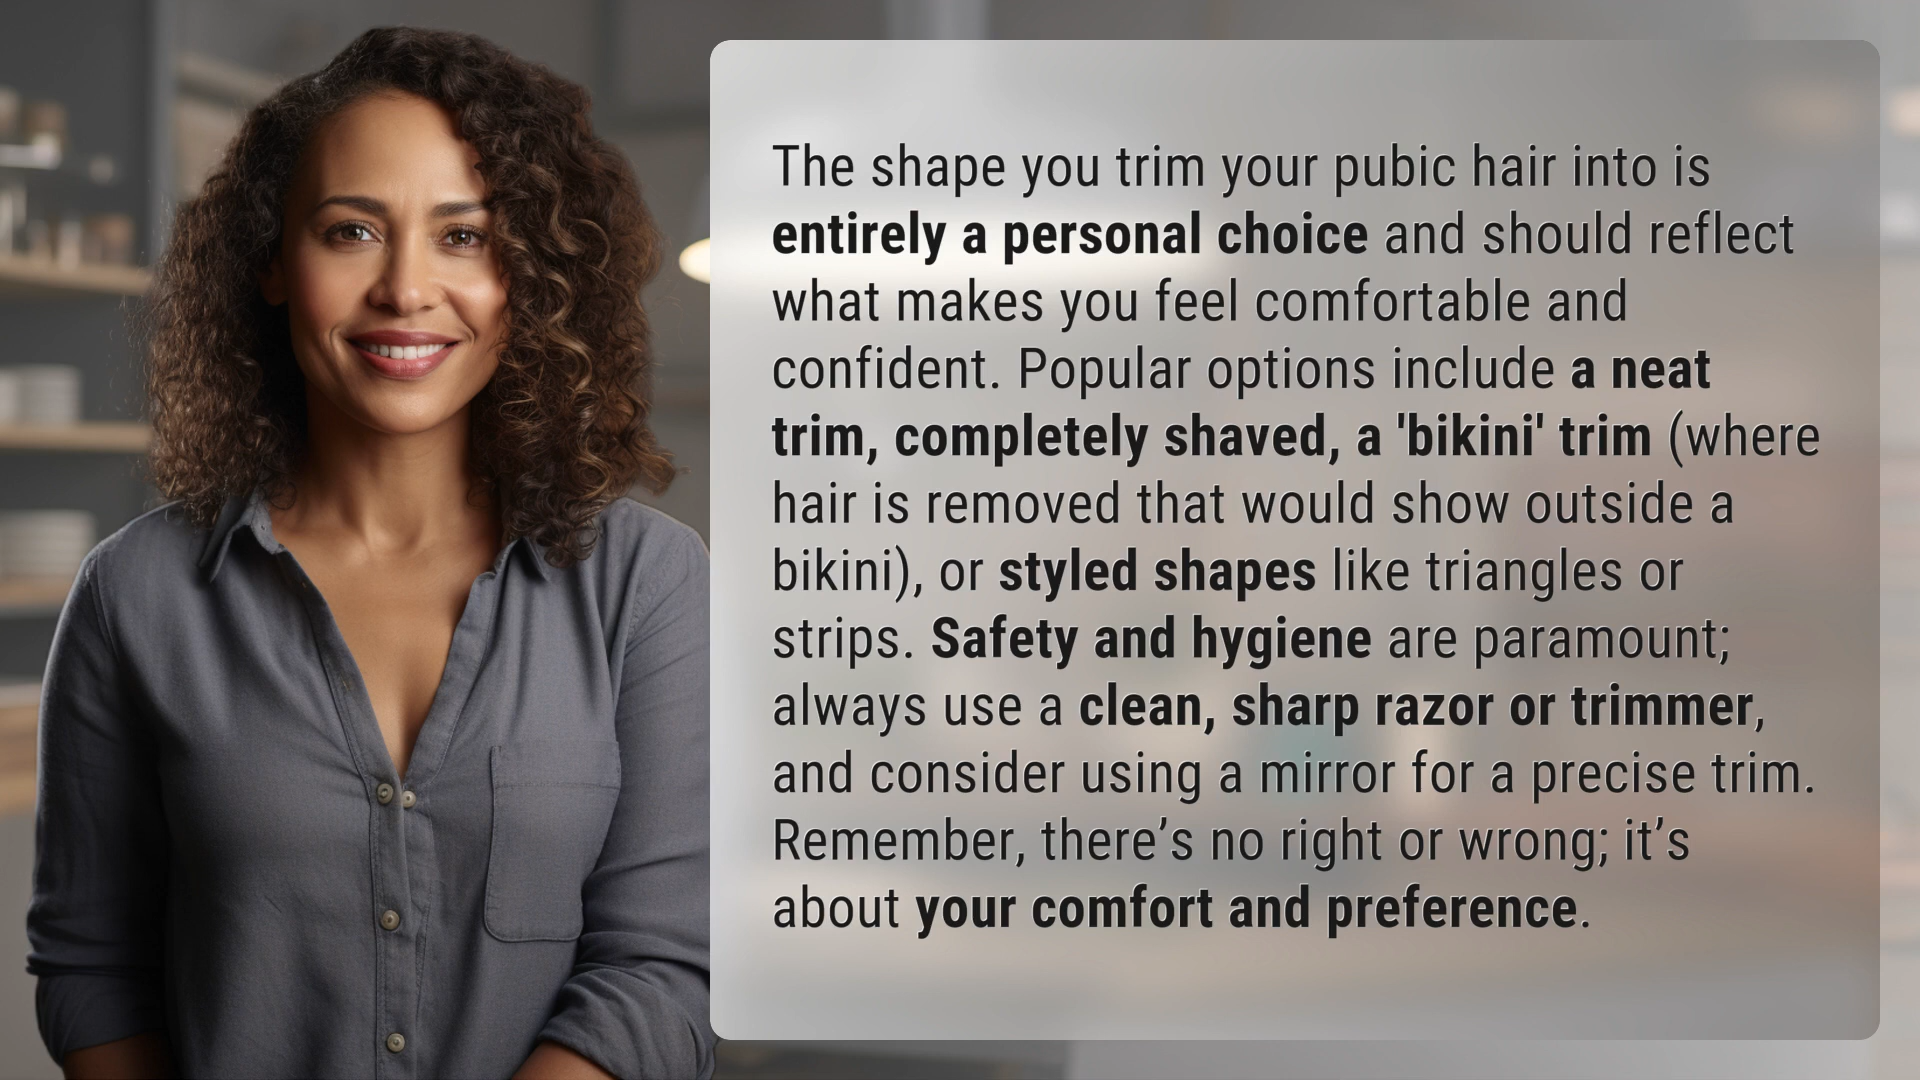 The shape you trim your pubic hair into is
entirely a personal choice and should reflect
what makes you feel comfortable and
confident. Popular options include a neat
trim, completely shaved, a 'bikini' trim (where
hair is removed that would show outside a
bikini), or styled shapes like triangles or
strips. Safety and hygiene are paramount;
always use a clean, sharp razor or trimmer,
and consider using a mirror for a precise trim.
Remember, there’s no right or wrong; it’s
about your comfort and preference.